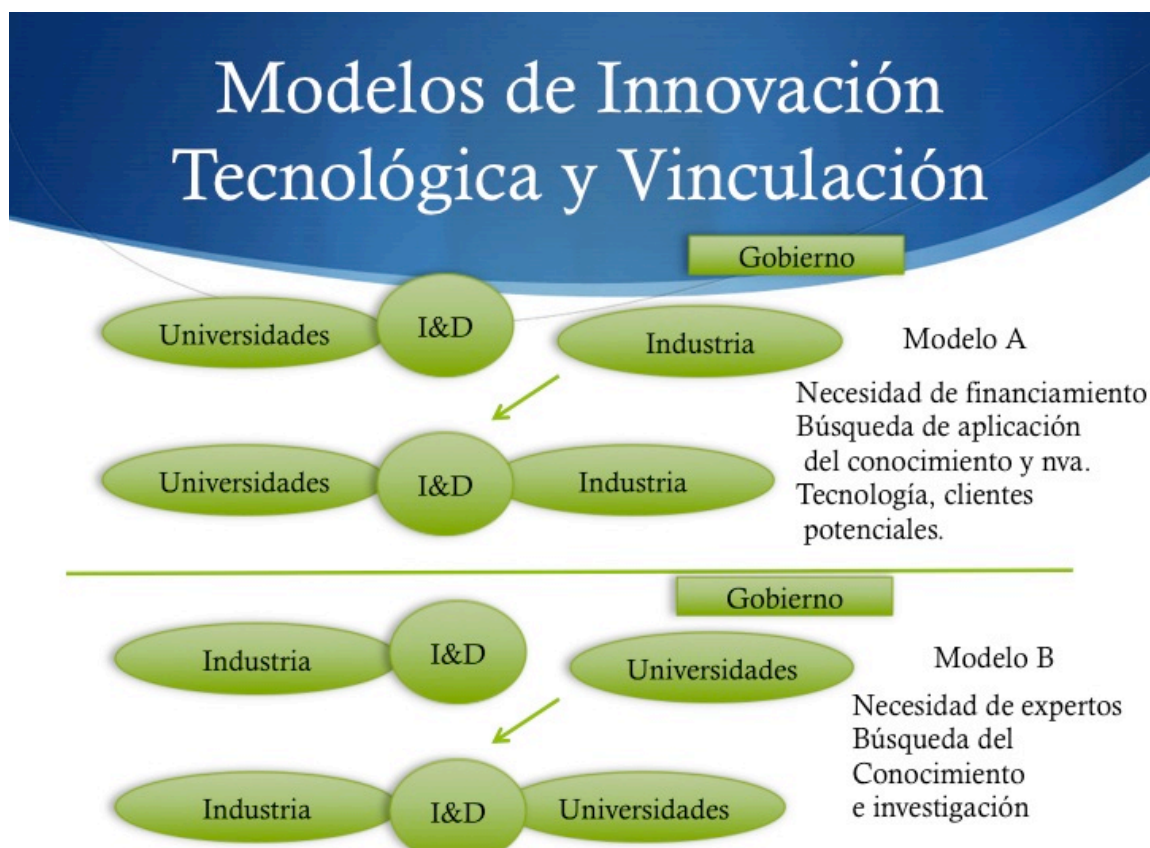 Modelos de Innovación
Tecnológica y Vinculación
Gobierno
Universidades
I&D
Industria
Modelo A
Necesidad de financiamiento
Búsqueda de aplicación
del conocimiento y nva.
Tecnología, clientes
potenciales.
Universidades
I&D
Industria
Gobierno
Industria
I&D
Universidades
Modelo B
Necesidad de expertos
Búsqueda del
Conocimiento
e investigación
Industria
I&D
Universidades